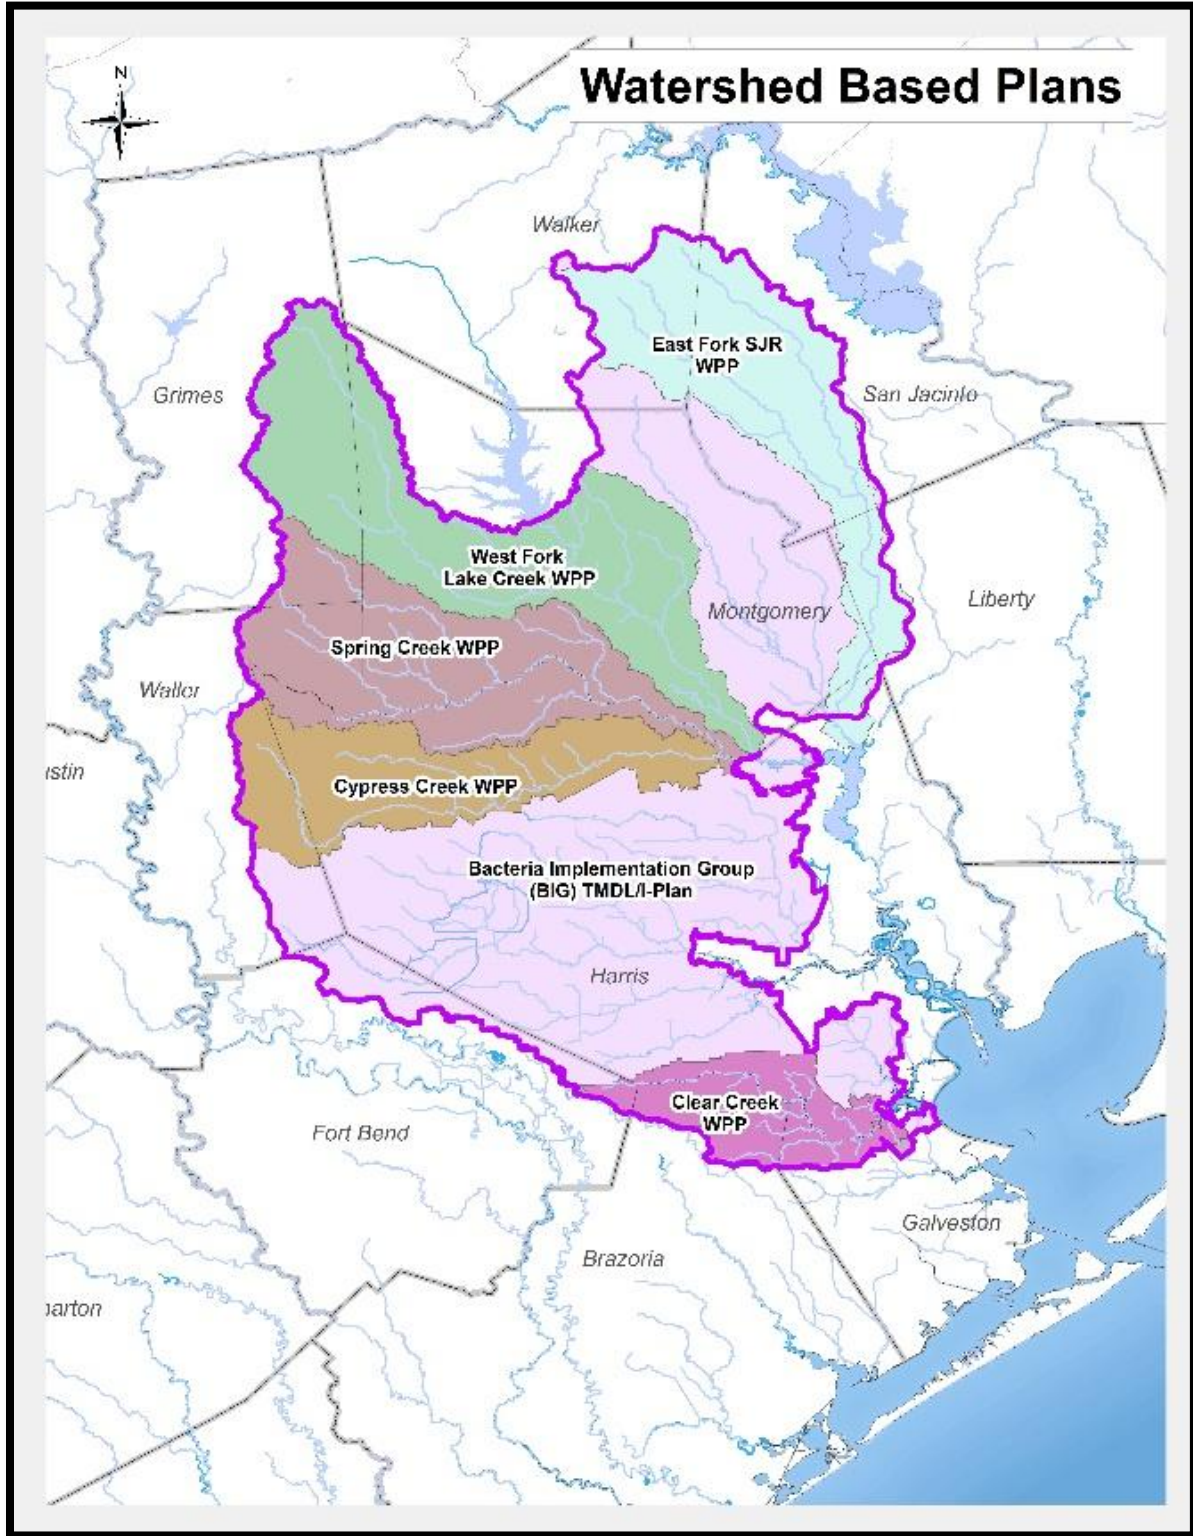 Watershed Based Plans
N
Walker
East Fork SJR
WPP
Grimes
San Jacinto
West Fork
Lake Creek WPP
Liberty
Montgomery
Spring Creek WPP
Waller
ustin
Cypress Creek WPP
Bacteria Implementation Group
(BIG) TMDL/I-Plan
Harris
Clear Creek
WPP
Fort Bend
Galveston
Brazoria
harton